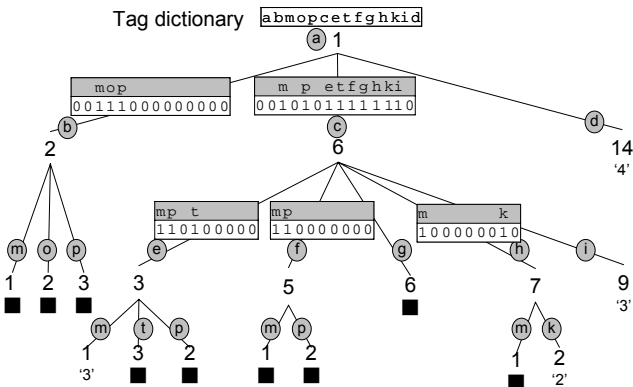 Tag dictionary abmopcetfghkid
a 1
mop
00111000000000
m p etfghki
00101011111110
b c d
2 6 14
'4'
mp t
110100000
mp
110000000
m k
100000010
m o p e f g h i
1 2 3 3 5 6 7 9
'3'
m t p m p m k
1 3 2 1 2 1 2
'3' '2'